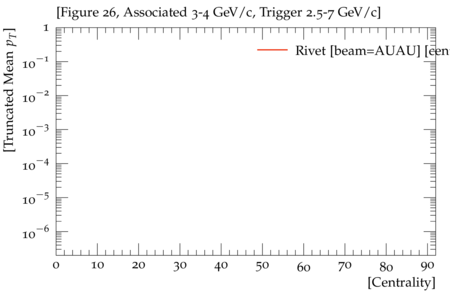 [Figure 26, Associated 3-4 GeV/c, Trigger 2.5-7 GeV/c]
[Truncated Mean p_T]
1
10^−1
10^−2
10^−3
10^−4
10^−5
10^−6
Rivet [beam=AUAU] [cen
0 10 20 30 40 50 60 70 80 90
[Centrality]